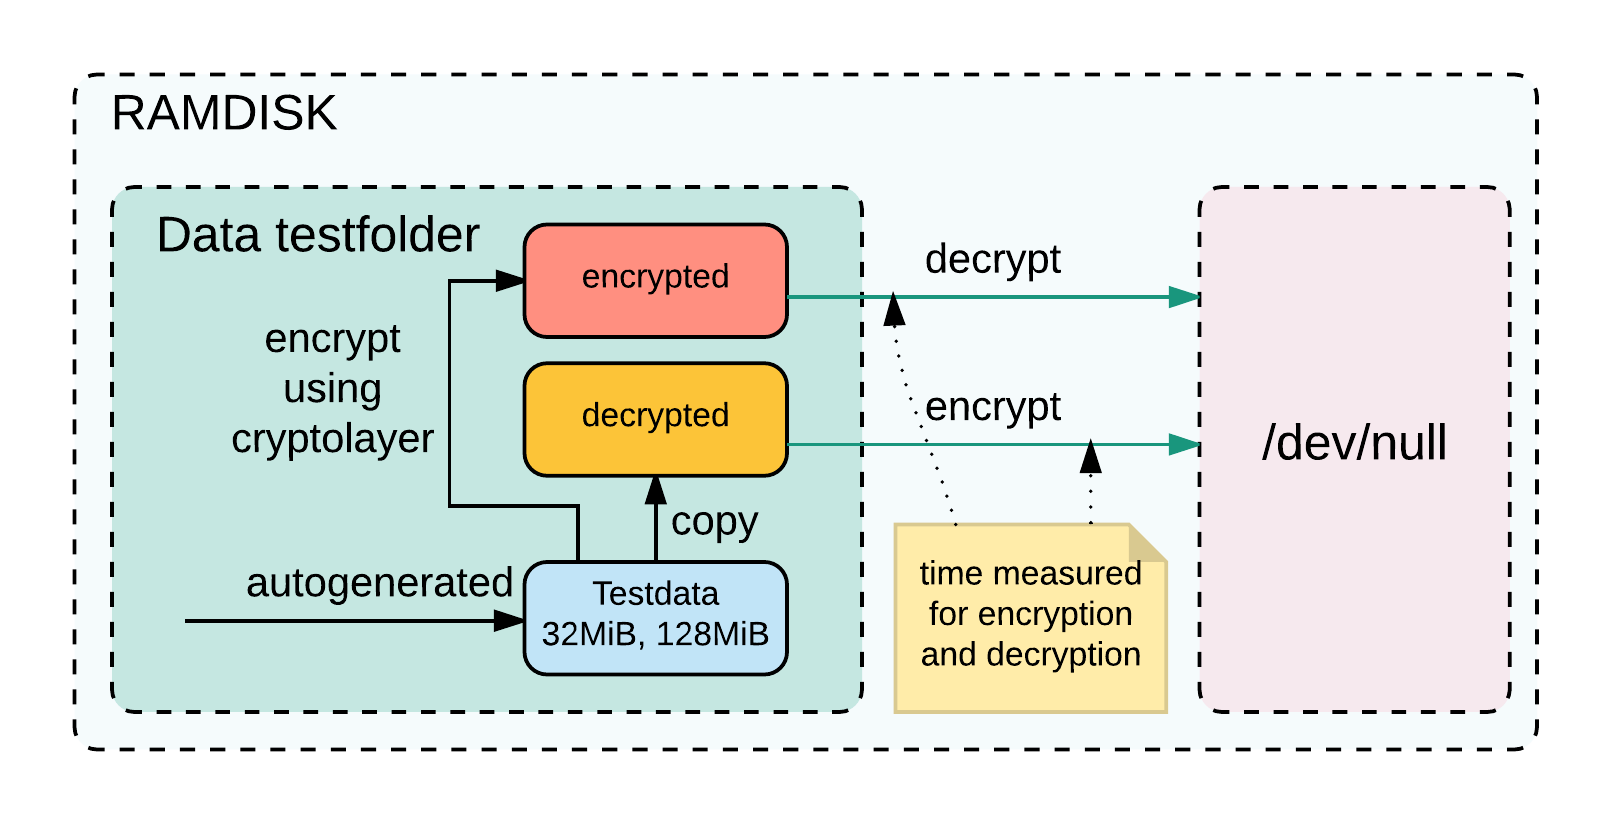 RAMDISK
Data testfolder
encrypted
decrypt
encrypt
using
cryptolayer
decrypted
encrypt
/dev/null
copy
autogenerated
Testdata
32MiB, 128MiB
time measured
for encryption
and decryption